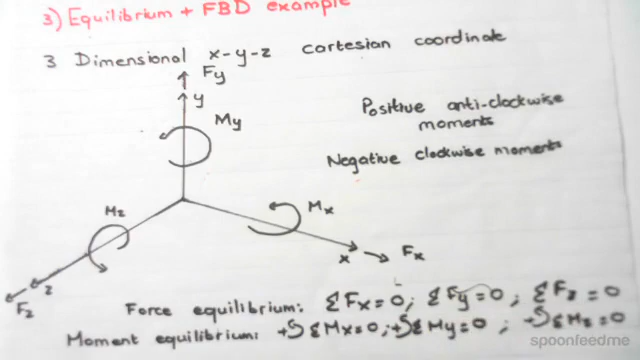 3) Equilibrium + FBD example
3 Dimensional x-y-z cartesian coordinate
Fy
y
My
Positive anti-clockwise
moments
Negative clockwise moments
Mz
Mx
x
Fx
z
Fz
Force equilibrium: ΣFx=0; ΣFy=0; ΣFz=0
Moment equilibrium: +↺ΣMx=0; +↺ΣMy=0; +↺ΣMz=0
spoonfeedme